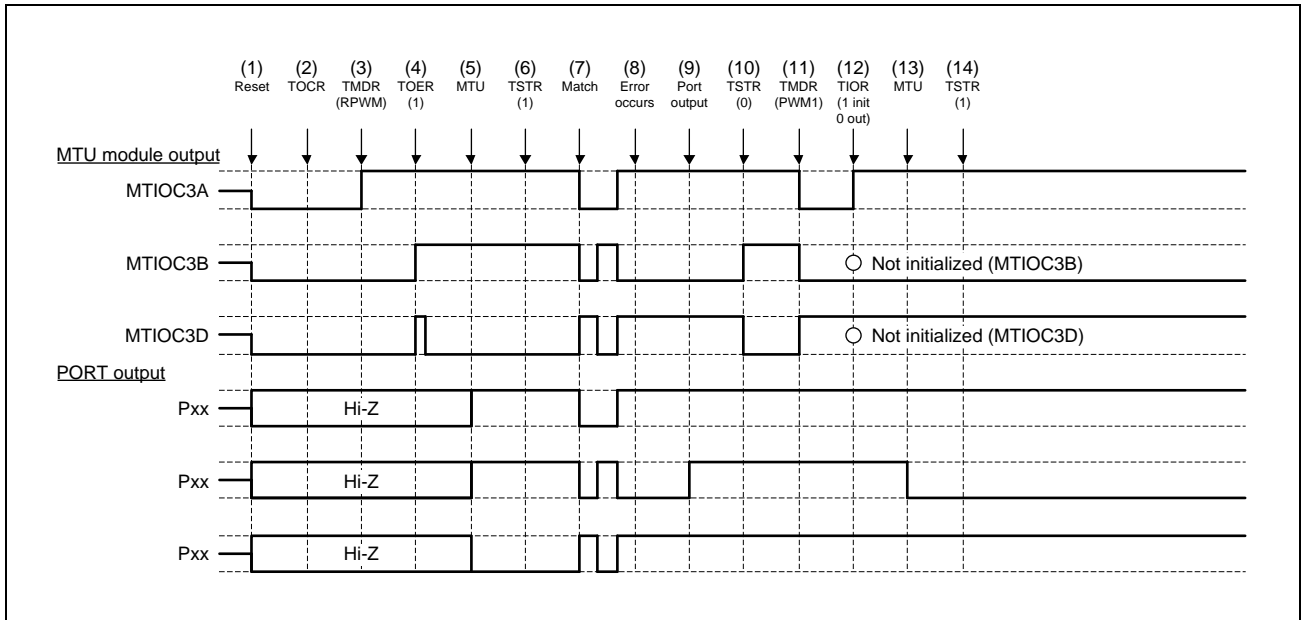 (1) (2) (3) (4) (5) (6) (7) (8) (9) (10) (11) (12) (13) (14)
Reset TOCR TMDR TOER MTU TSTR Match Error Port TSTR TMDR TIOR MTU TSTR
(RPWM) (1) (1) occurs output (0) (PWM1) (1 init (1)
0 out)
MTU module output
MTIOC3A
MTIOC3B
Not initialized (MTIOC3B)
MTIOC3D
Not initialized (MTIOC3D)
PORT output
Pxx
Hi-Z
Pxx
Hi-Z
Pxx
Hi-Z